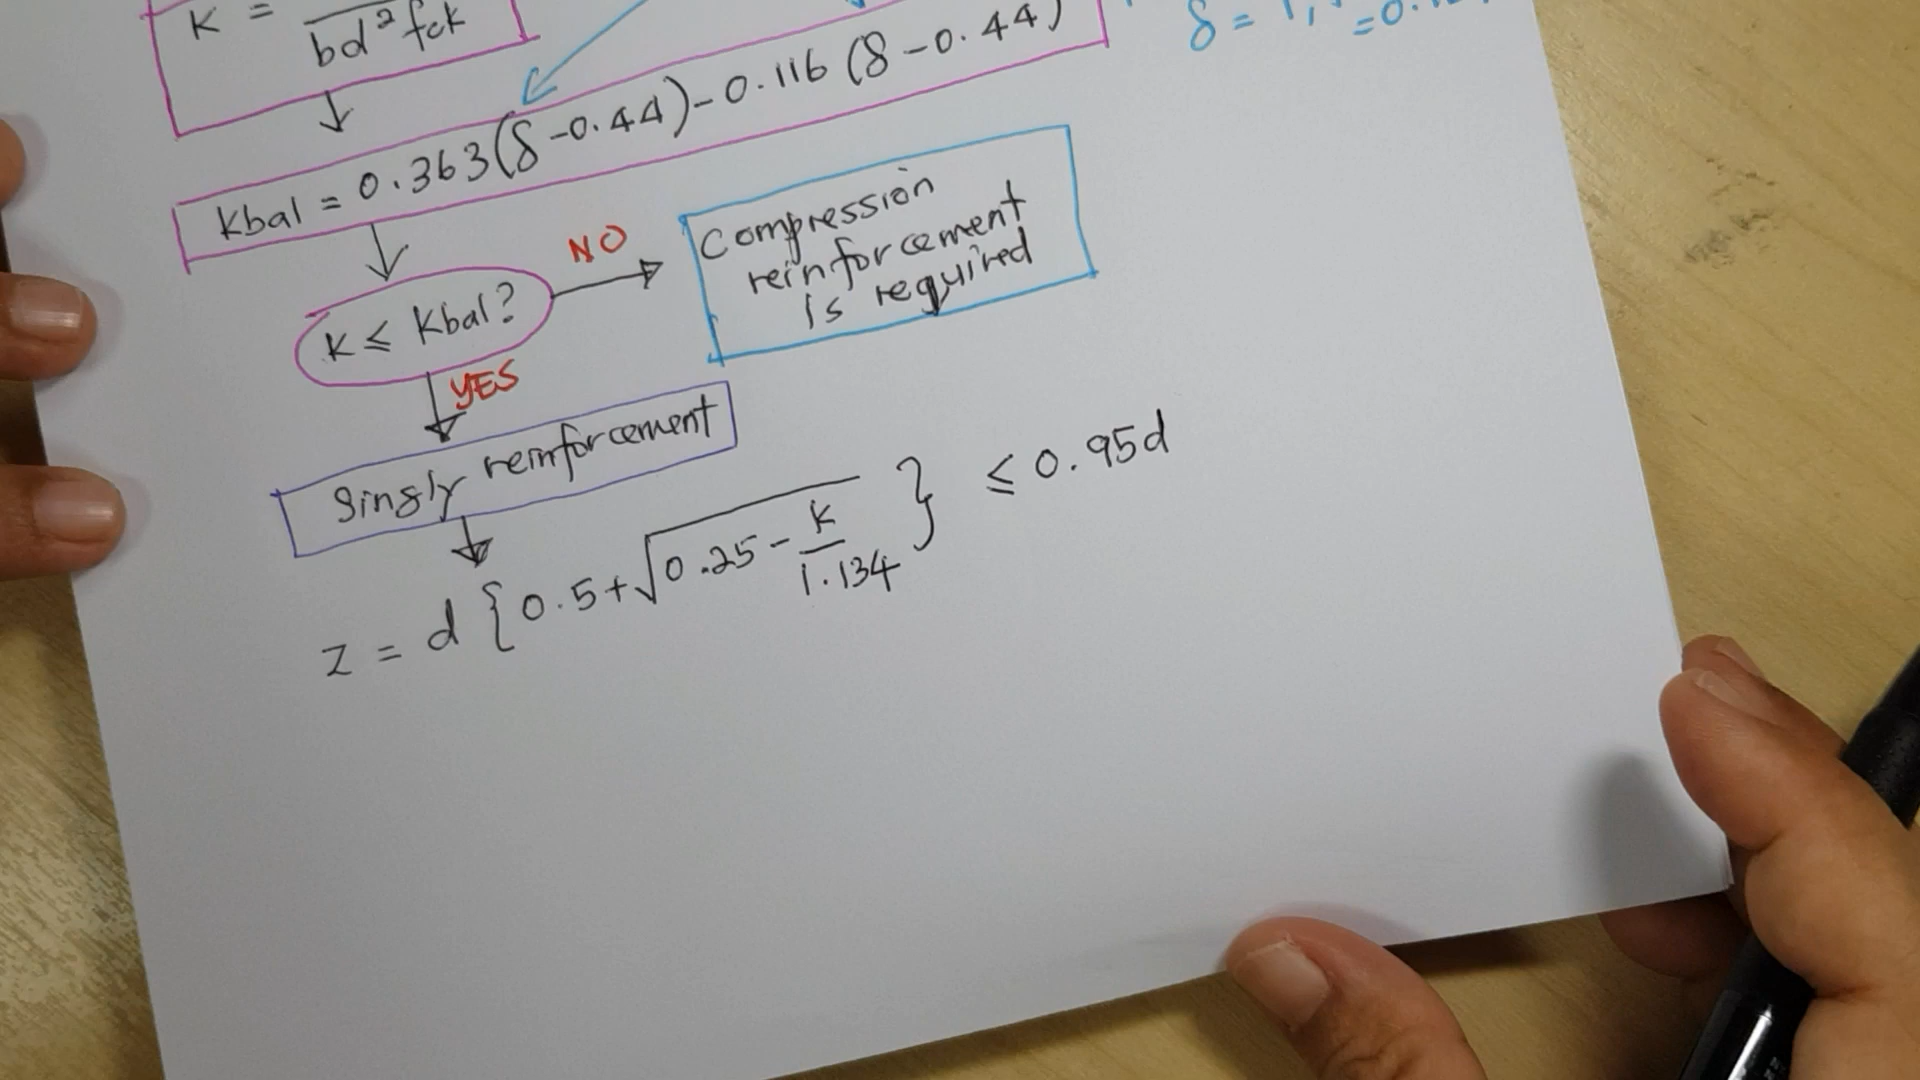 K =
bd²fck
Kbal = 0.363(δ-0.44)-0.116(δ-0.44)
K ≤ Kbal?
NO
Compression
reinforcement
is required
YES
Singly reinforcement
z = d {0.5+√0.25-K/1.134} ≤ 0.95d